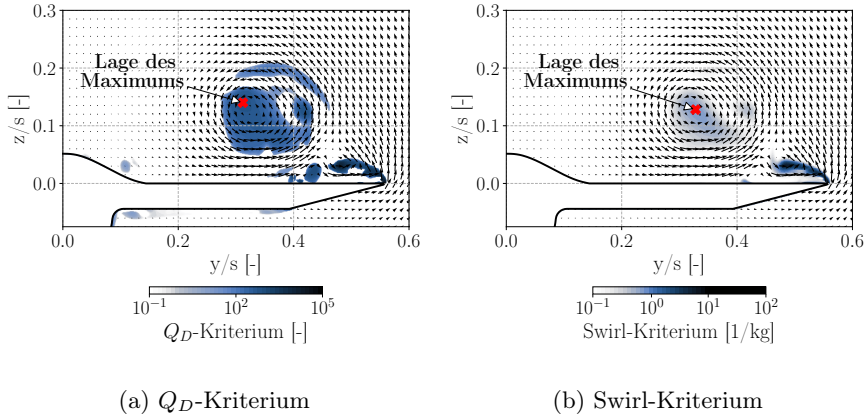 0.3
0.2
0.1
0.0
z/s [-]
Lage des
Maximums
0.0 0.2 0.4 0.6
y/s [-]
10⁻¹ 10² 10⁵
Q_D-Kriterium [-]
(a) Q_D-Kriterium
0.3
0.2
0.1
0.0
z/s [-]
Lage des
Maximums
0.0 0.2 0.4 0.6
y/s [-]
10⁻¹ 10⁰ 10¹ 10²
Swirl-Kriterium [1/kg]
(b) Swirl-Kriterium